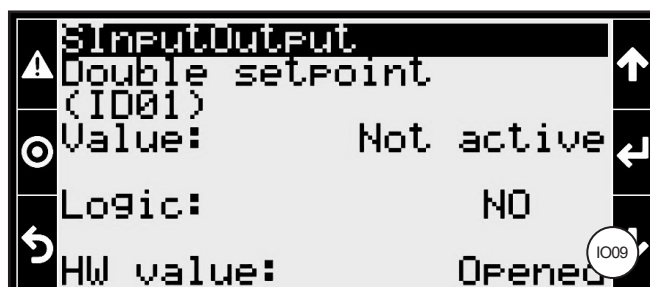 SInputOutput
Double setpoint
(ID01)
Value: Not active
Logic: NO
HW value: Opened
IO09